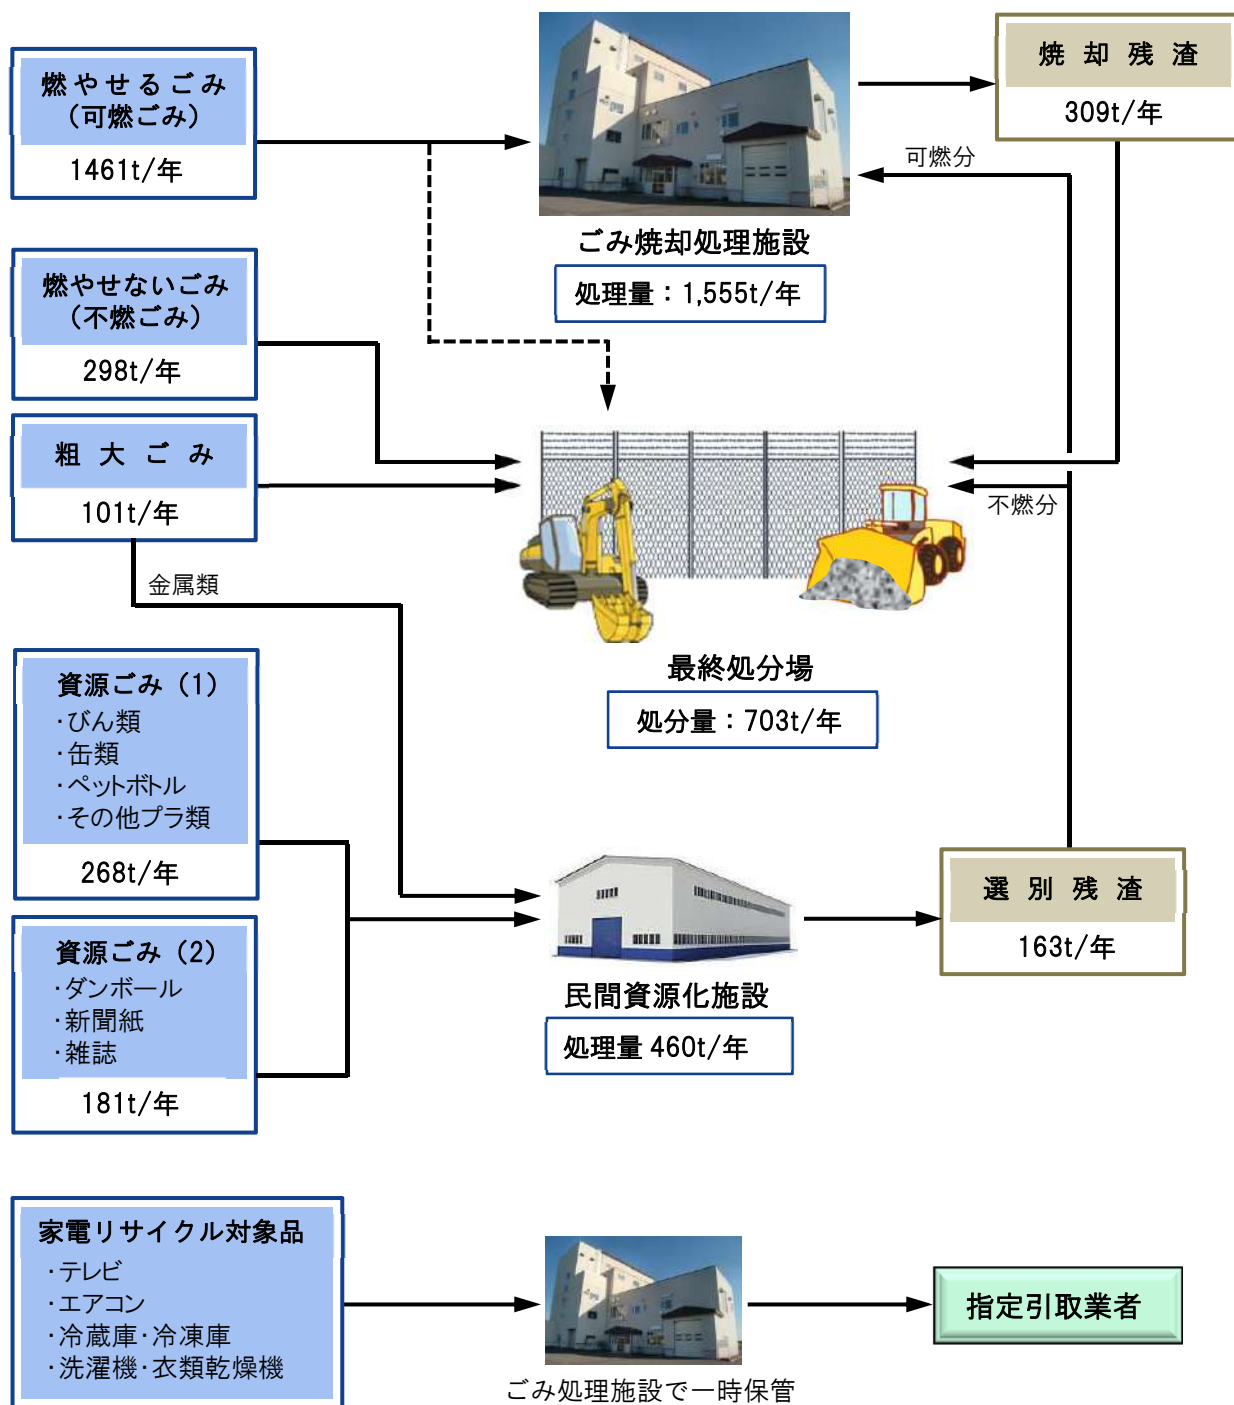 燃やせるごみ
（可燃ごみ）
1461t/年
焼却残渣
309t/年
可燃分
ごみ焼却処理施設
処理量：1,555t/年
燃やせないごみ
（不燃ごみ）
298t/年
粗大ごみ
101t/年
不燃分
金属類
最終処分場
処分量：703t/年
資源ごみ（1）
・びん類
・缶類
・ペットボトル
・その他プラ類
268t/年
選別残渣
163t/年
資源ごみ（2）
・ダンボール
・新聞紙
・雑誌
181t/年
民間資源化施設
処理量 460t/年
家電リサイクル対象品
・テレビ
・エアコン
・冷蔵庫・冷凍庫
・洗濯機・衣類乾燥機
指定引取業者
ごみ処理施設で一時保管